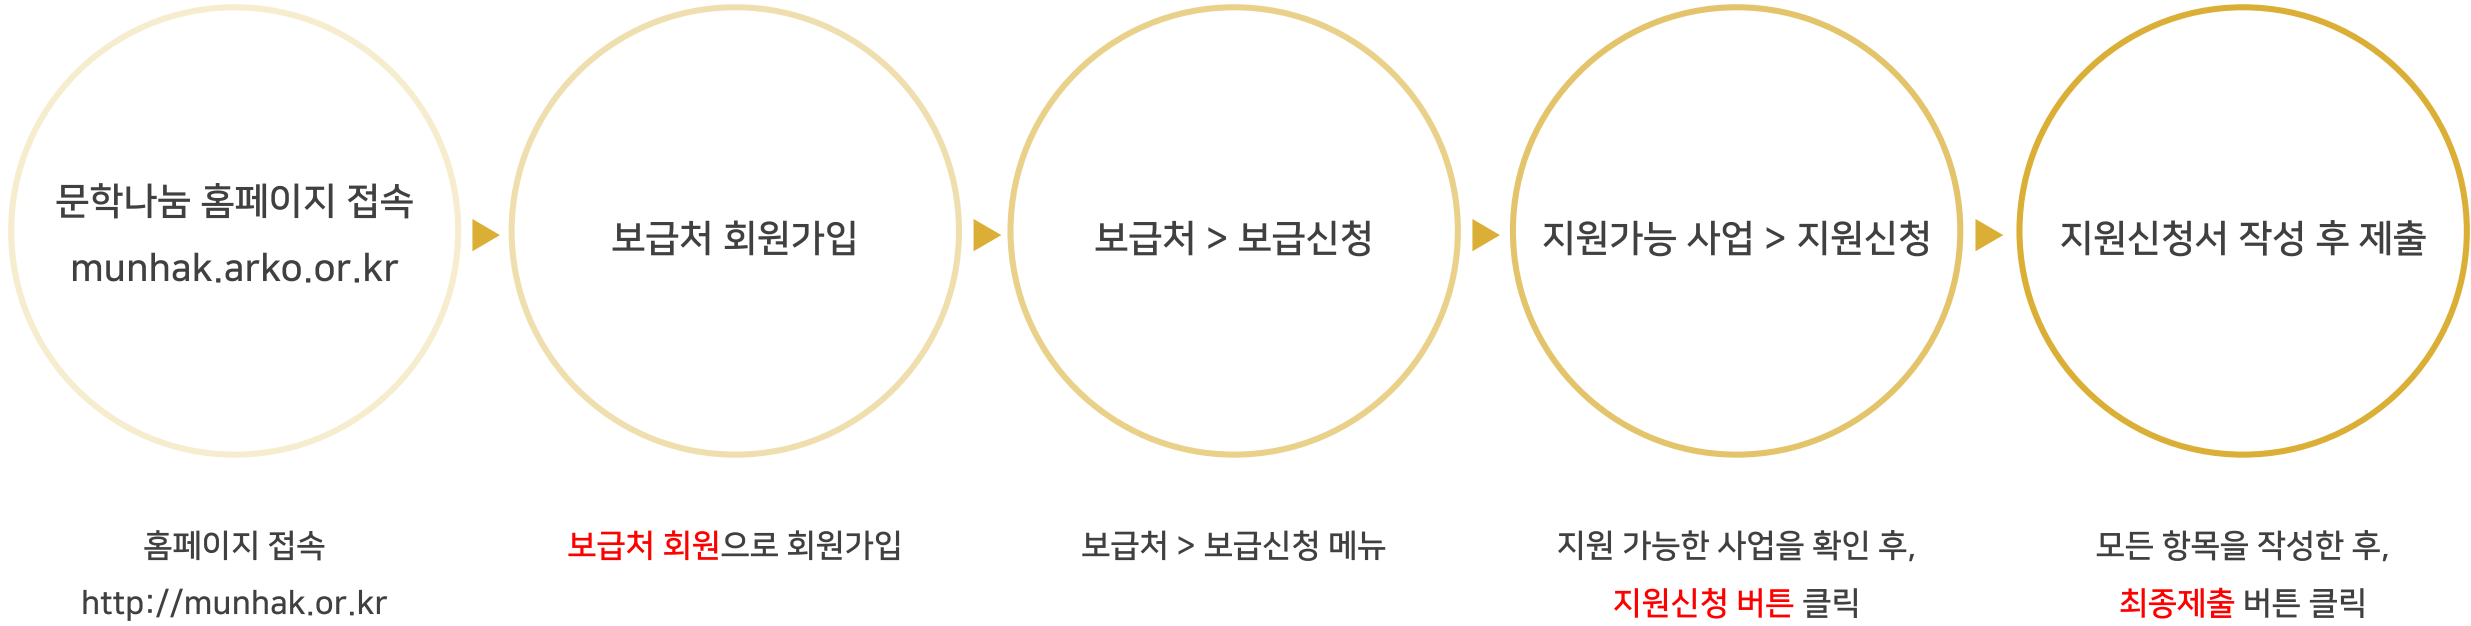 문학나눔 홈페이지 접속
munhak.arko.or.kr
보급처 회원가입
보급처 > 보급신청
지원가능 사업 > 지원신청
지원신청서 작성 후 제출
홈페이지 접속
http://munhak.or.kr
보급처 회원으로 회원가입
보급처 > 보급신청 메뉴
지원 가능한 사업을 확인 후,
지원신청 버튼 클릭
모든 항목을 작성한 후,
최종제출 버튼 클릭